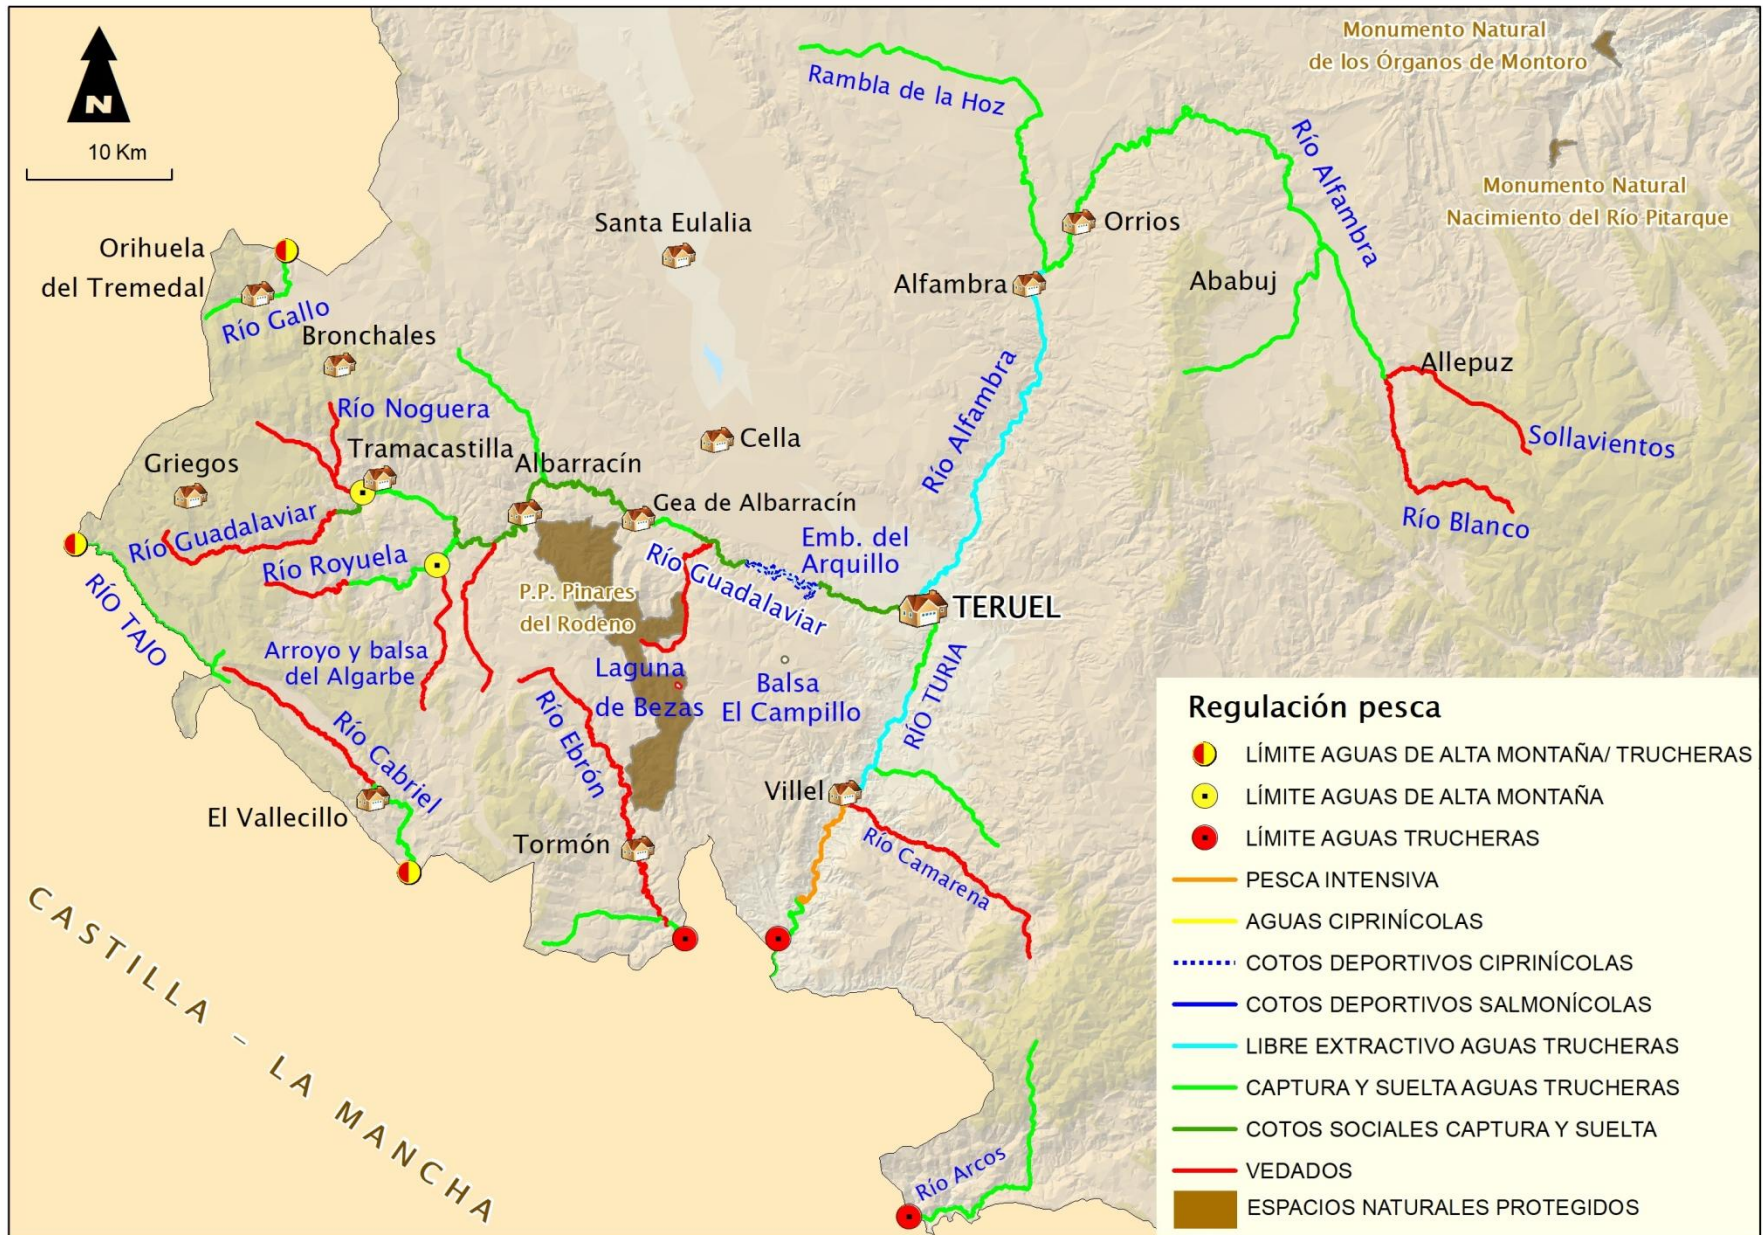 Monumento Natural
de los Órganos de Montoro
Rambla de la Hoz
N
10 Km
Río Alfambra
Monumento Natural
Nacimiento del Río Pitarque
Santa Eulalia
Orrios
Orihuela
del Tremedal
Alfambra
Ababuj
Río Gallo
Bronchales
Allepuz
Río Noguera
Río Alfambra
Sollavientos
Tramacastilla
Cella
Griegos
Albarracín
Gea de Albarracín
Río Blanco
Río Guadalaviar
Emb. del
Arquillo
Río Royuela
Río Guadalaviar
P.P. Pinares
del Rodeno
TERUEL
RÍO TAJO
Arroyo y balsa
del Algarbe
Laguna
de Bezas
Balsa
El Campillo
RÍO TURIA
Río Ebrón
Río Cabriel
Villel
El Vallecillo
Tormón
Río Camarena
CASTILLA - LA MANCHA
Río Arcos
Regulación pesca
LÍMITE AGUAS DE ALTA MONTAÑA/ TRUCHERAS
LÍMITE AGUAS DE ALTA MONTAÑA
LÍMITE AGUAS TRUCHERAS
PESCA INTENSIVA
AGUAS CIPRINÍCOLAS
COTOS DEPORTIVOS CIPRINÍCOLAS
COTOS DEPORTIVOS SALMONÍCOLAS
LIBRE EXTRACTIVO AGUAS TRUCHERAS
CAPTURA Y SUELTA AGUAS TRUCHERAS
COTOS SOCIALES CAPTURA Y SUELTA
VEDADOS
ESPACIOS NATURALES PROTEGIDOS